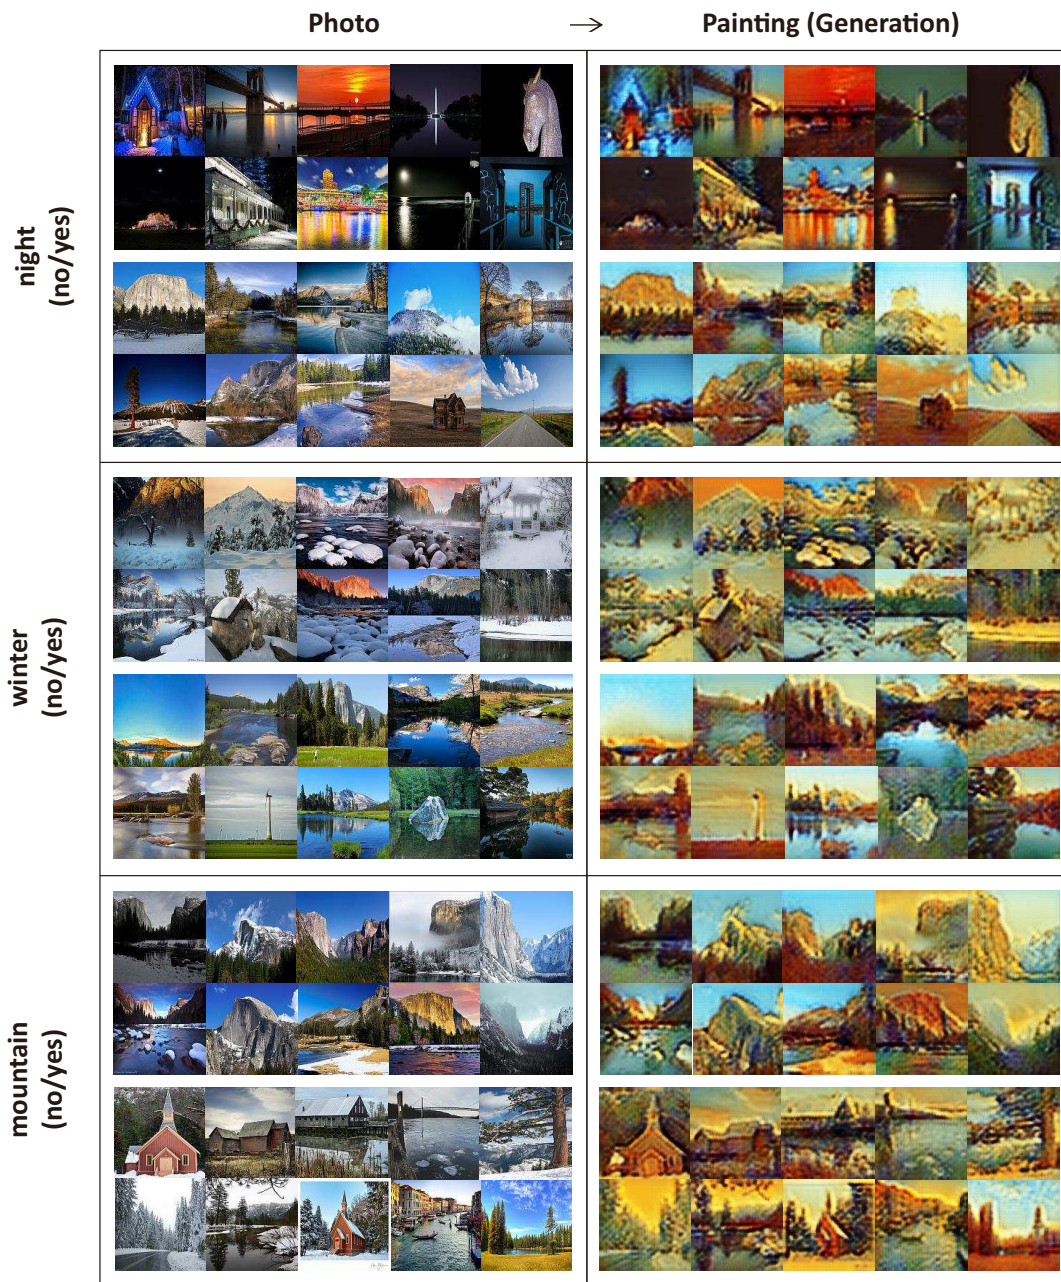 Photo → Painting (Generation)
night
(no/yes)
winter
(no/yes)
mountain
(no/yes)